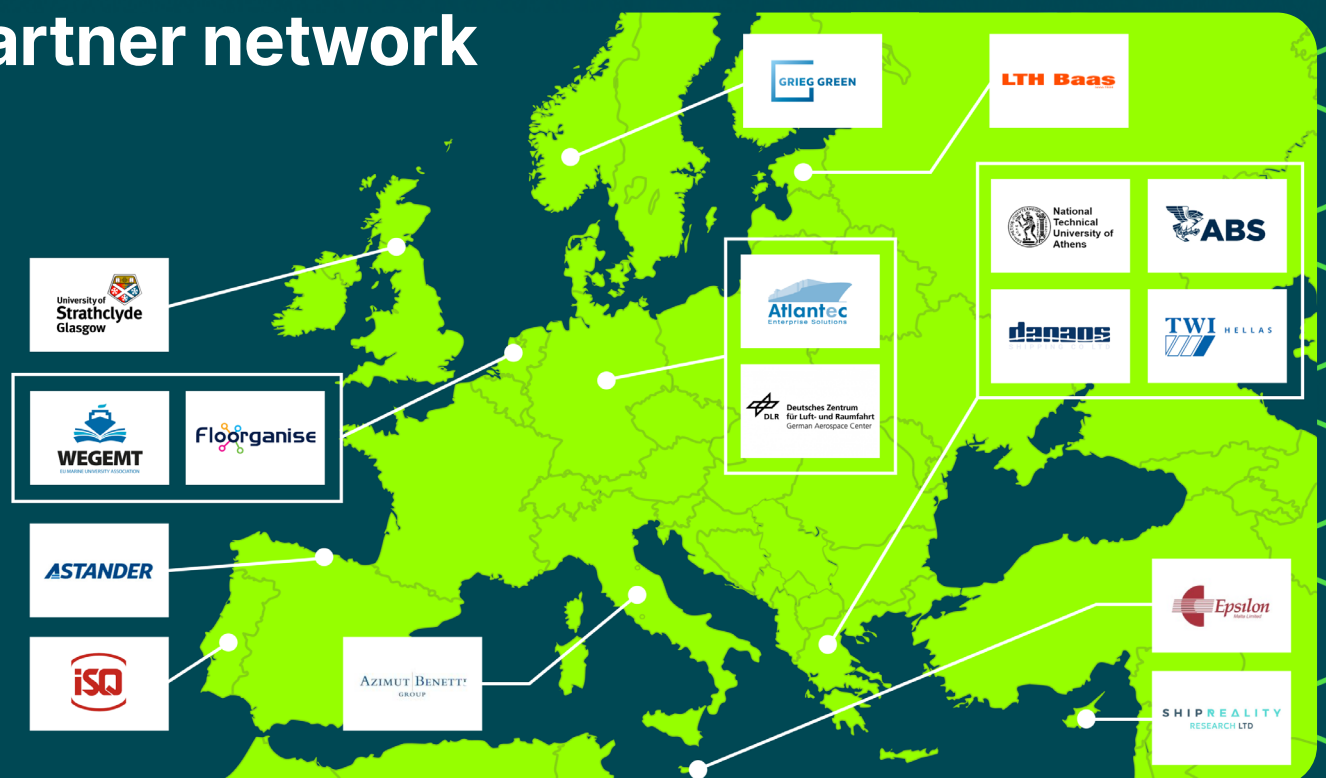 artner network
GRIEG GREEN
LTH Baas
National
Technical
University of
Athens
ABS
University of
Strathclyde
Glasgow
Atlantec
Enterprise Solutions
danaos
TWI HELLAS
DLR
Deutsches Zentrum
für Luft- und Raumfahrt
German Aerospace Center
WEGEMT
EU MARINE UNIVERSITY ASSOCIATION
Floorganise
ASTANDER
Epsilon
Malta Limited
iSQ
AZIMUT|BENETTI
GROUP
SHIPREALITY
RESEARCH LTD